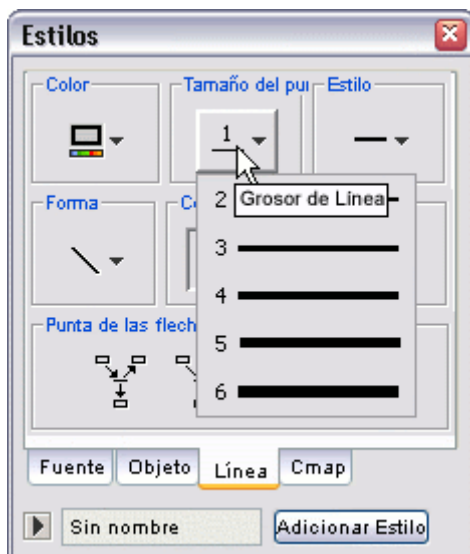 Estilos
Color
Tamaño del pu
Estilo
1
Forma
2
Grosor de Línea
3
4
Punta de las flech
5
6
Fuente
Objeto
Línea
Cmap
Sin nombre
Adicionar Estilo